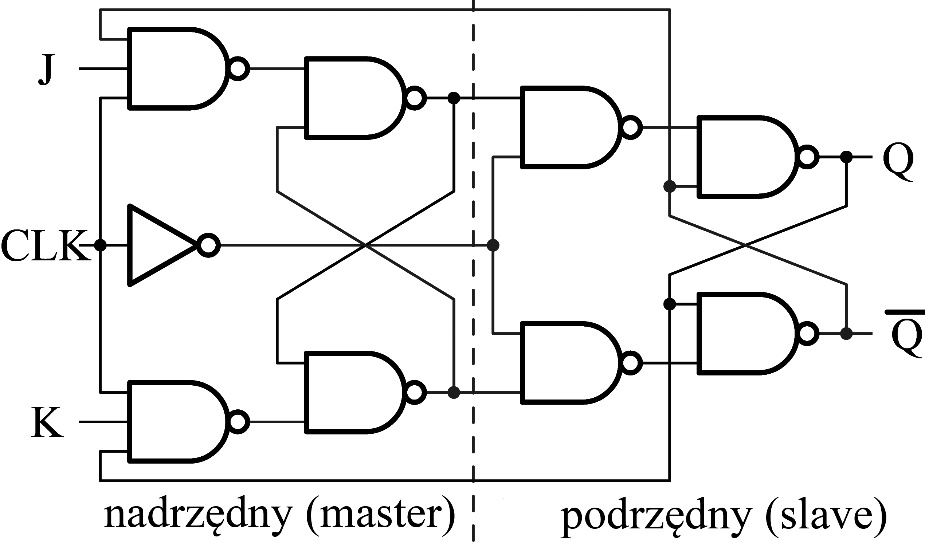 J
Q
CLK
Q̅
K
nadrzędny (master)
podrzędny (slave)